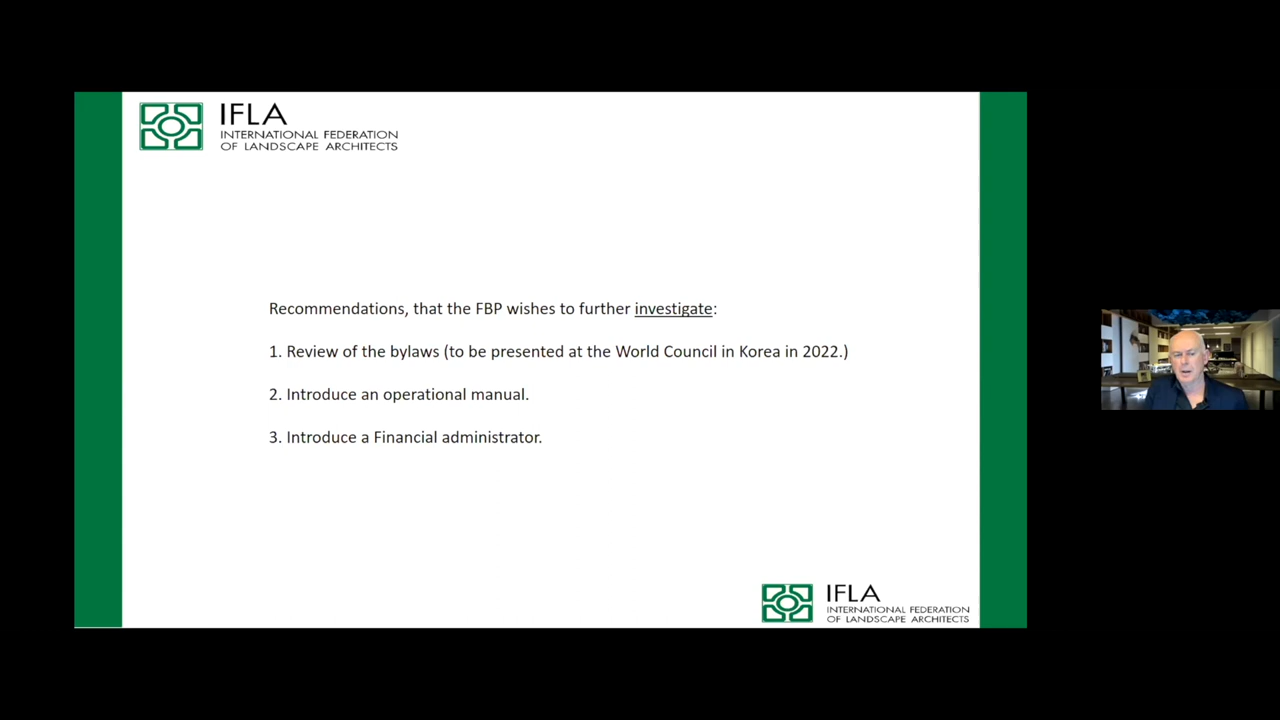 IFLA
INTERNATIONAL FEDERATION
OF LANDSCAPE ARCHITECTS
Recommendations, that the FBP wishes to further investigate:
1. Review of the bylaws (to be presented at the World Council in Korea in 2022.)
2. Introduce an operational manual.
3. Introduce a Financial administrator.
IFLA
INTERNATIONAL FEDERATION
OF LANDSCAPE ARCHITECTS